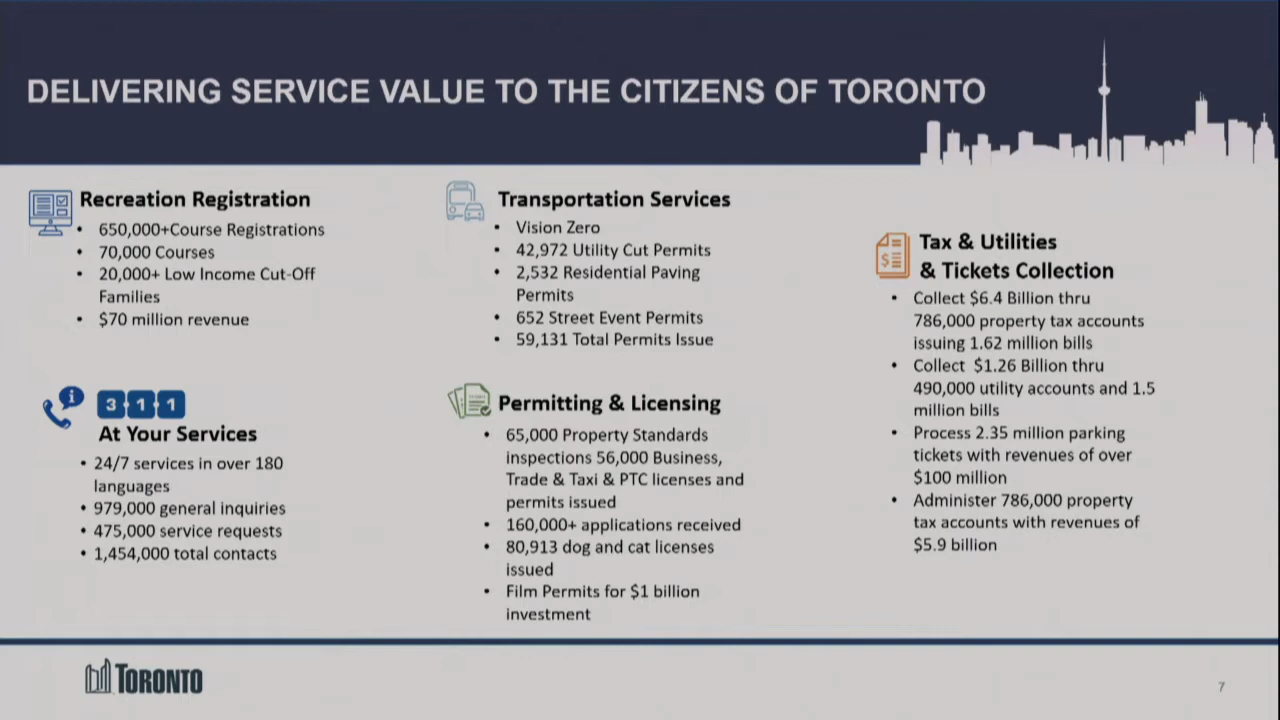 DELIVERING SERVICE VALUE TO THE CITIZENS OF TORONTO
Recreation Registration
• 650,000+Course Registrations
• 70,000 Courses
• 20,000+ Low Income Cut-Off
Families
• $70 million revenue
311
At Your Services
• 24/7 services in over 180
languages
• 979,000 general inquiries
• 475,000 service requests
• 1,454,000 total contacts
Transportation Services
• Vision Zero
• 42,972 Utility Cut Permits
• 2,532 Residential Paving
Permits
• 652 Street Event Permits
• 59,131 Total Permits Issue
Permitting & Licensing
• 65,000 Property Standards
inspections 56,000 Business,
Trade & Taxi & PTC licenses and
permits issued
• 160,000+ applications received
• 80,913 dog and cat licenses
issued
• Film Permits for $1 billion
investment
Tax & Utilities
& Tickets Collection
• Collect $6.4 Billion thru
786,000 property tax accounts
issuing 1.62 million bills
• Collect $1.26 Billion thru
490,000 utility accounts and 1.5
million bills
• Process 2.35 million parking
tickets with revenues of over
$100 million
• Administer 786,000 property
tax accounts with revenues of
$5.9 billion
TORONTO
7